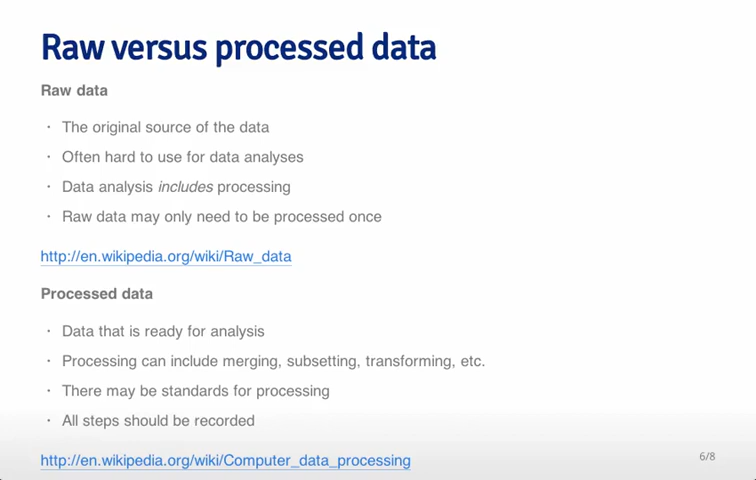 Raw versus processed data
Raw data
· The original source of the data
· Often hard to use for data analyses
· Data analysis includes processing
· Raw data may only need to be processed once
http://en.wikipedia.org/wiki/Raw_data
Processed data
· Data that is ready for analysis
· Processing can include merging, subsetting, transforming, etc.
· There may be standards for processing
· All steps should be recorded
http://en.wikipedia.org/wiki/Computer_data_processing
6/8